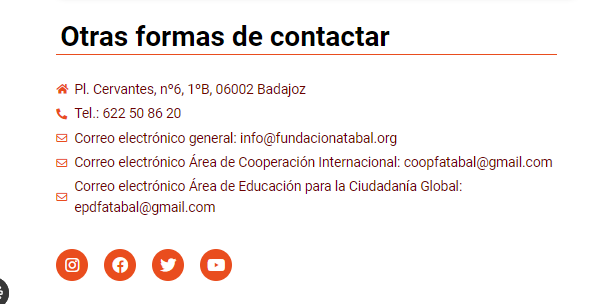 Otras formas de contactar
Pl. Cervantes, nº6, 1ºB, 06002 Badajoz
Tel.: 622 50 86 20
Correo electrónico general: info@fundacionatabal.org
Correo electrónico Área de Cooperación Internacional: coopfatabal@gmail.com
Correo electrónico Área de Educación para la Ciudadanía Global:
epdfatabal@gmail.com